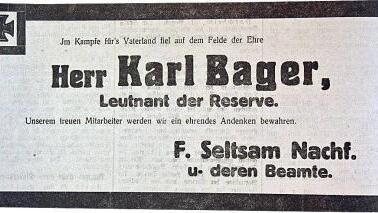 Jm Kampfe für's Vaterland fiel auf dem Felde der Ehre
Herr Karl Bager,
Leutnant der Reserve.
Unserem treuen Mitarbeiter werden wir ein ehrendes Andenken bewahren.
F. Seltsam Nachf.
u. deren Beamte.